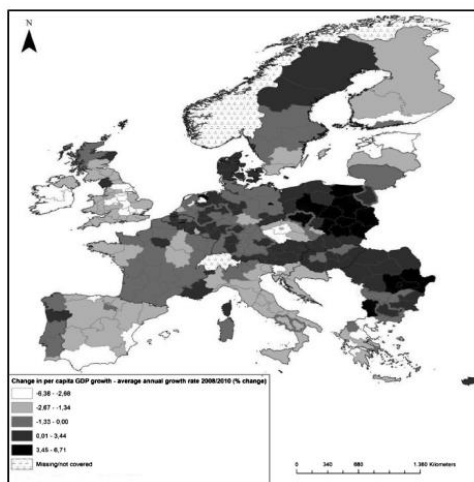 N
Change in per capita GDP growth - average annual growth rate 2008/2010 (% change)
-6,36 - -2,68
-2,67 - -1,34
-1,33 - 0,00
0,01 - 3,44
3,45 - 6,71
Missing/not covered
0 340 680 1.360 Kilometers